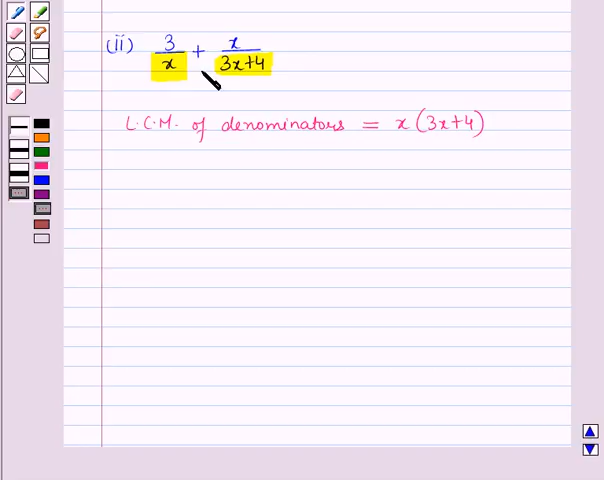 (ii) 3/x + x/(3x+4)
L.C.M. of denominators = x(3x+4)